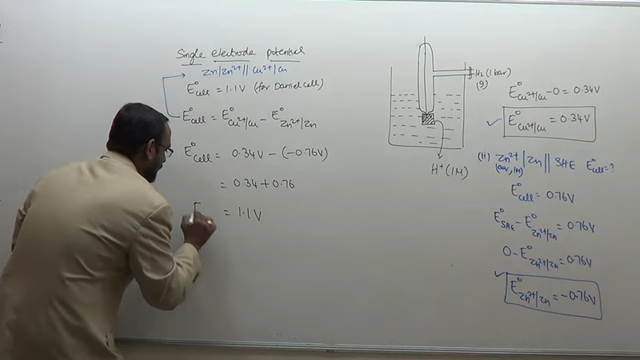 Single electrode potential
Zn/Zn²⁺//Cu²⁺/Cu
E°cell = 1.1V (for Daniel Cell)
E°cell = E°Cu²⁺/Cu − E°Zn²⁺/Zn
E°cell = 0.34V − (−0.76V)
= 0.34 + 0.76
= 1.1V
H₂(1 bar)
(g)
H⁺(1M)
E°Cu²⁺/Cu − 0 = 0.34V
E°Cu²⁺/Cu = 0.34V
(ii) Zn²⁺/Zn // SHE E°cell = ?
E°cell = 0.76V
E°SHE − E°Zn²⁺/Zn = 0.76V
0 − E°Zn²⁺/Zn = 0.76V
E°Zn²⁺/Zn = −0.76V